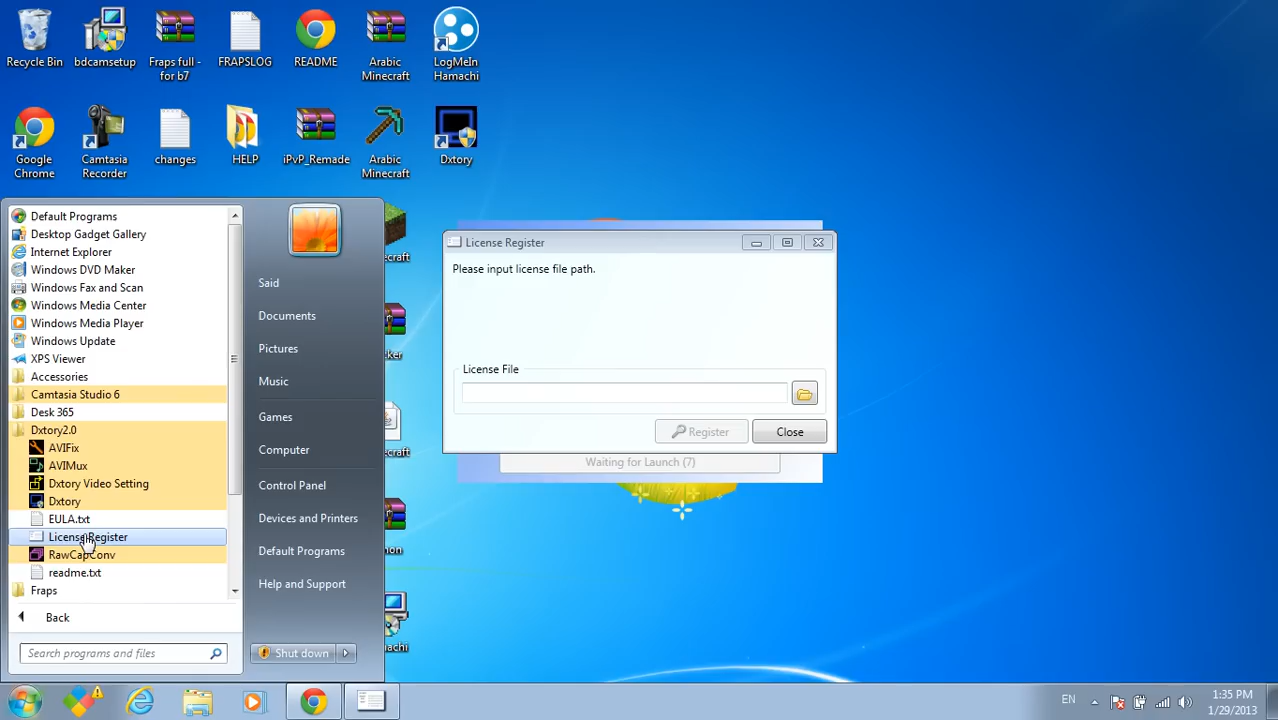 Recycle Bin
bdcamsetup
Fraps full -
for b7
FRAPSLOG
README
Arabic
Minecraft
LogMeIn
Hamachi
Google
Chrome
Camtasia
Recorder
changes
HELP
iPvP_Remade
Arabic
Minecraft
Dxtory
Default Programs
Desktop Gadget Gallery
Internet Explorer
Windows DVD Maker
Windows Fax and Scan
Windows Media Center
Windows Media Player
Windows Update
XPS Viewer
Accessories
Camtasia Studio 6
Desk 365
Dxtory2.0
AVIFix
AVIMux
Dxtory Video Setting
Dxtory
EULA.txt
License Register
RawCapConv
readme.txt
Fraps
Back
Search programs and files
Said
Documents
Pictures
Music
Games
Computer
Control Panel
Devices and Printers
Default Programs
Help and Support
Shut down
License Register
Please input license file path.
License File
Register
Close
Waiting for Launch (7)
EN
1:35 PM
1/29/2013